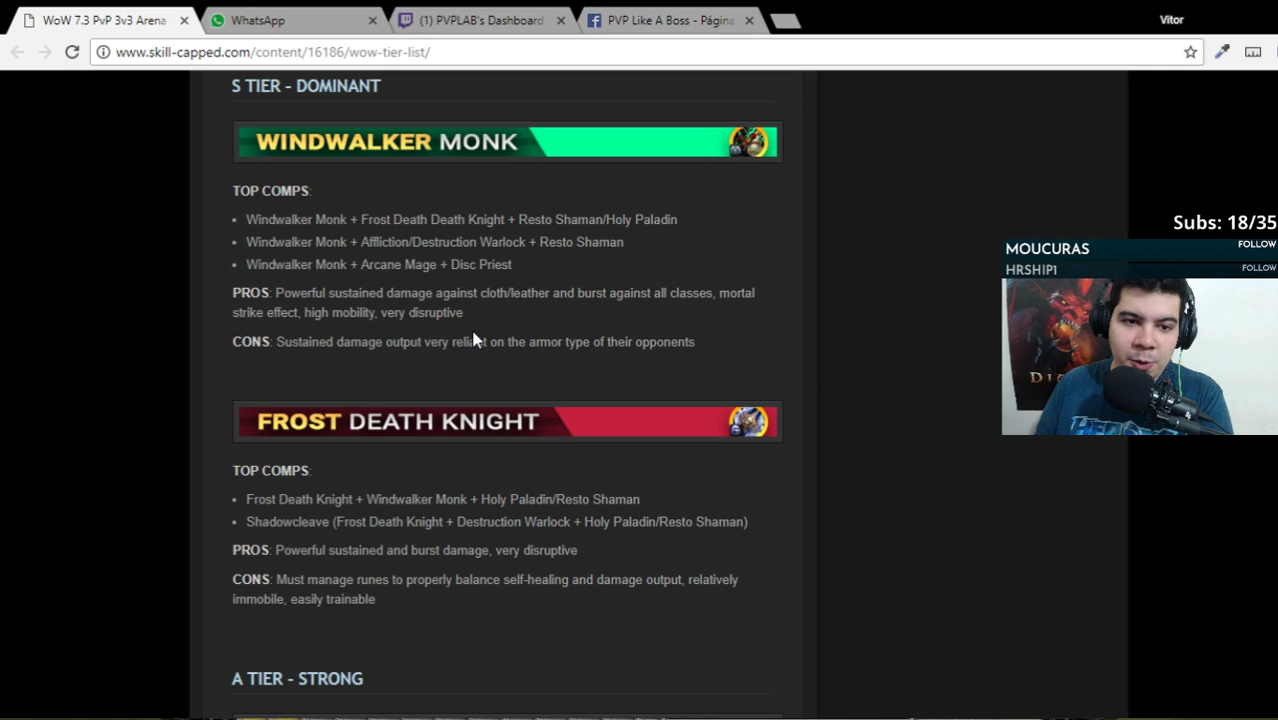 WoW 7.3 PvP 3v3 Arena
WhatsApp
(1) PVPLAB's Dashboard
PVP Like A Boss - Página
Vitor
www.skill-capped.com/content/16186/wow-tier-list/
S TIER - DOMINANT
WINDWALKER MONK
TOP COMPS:
• Windwalker Monk + Frost Death Death Knight + Resto Shaman/Holy Paladin
• Windwalker Monk + Affliction/Destruction Warlock + Resto Shaman
• Windwalker Monk + Arcane Mage + Disc Priest
PROS: Powerful sustained damage against cloth/leather and burst against all classes, mortal
strike effect, high mobility, very disruptive
CONS: Sustained damage output very reliant on the armor type of their opponents
FROST DEATH KNIGHT
TOP COMPS:
• Frost Death Knight + Windwalker Monk + Holy Paladin/Resto Shaman
• Shadowcleave (Frost Death Knight + Destruction Warlock + Holy Paladin/Resto Shaman)
PROS: Powerful sustained and burst damage, very disruptive
CONS: Must manage runes to properly balance self-healing and damage output, relatively
immobile, easily trainable
A TIER - STRONG
Subs: 18/35
MOUCURAS FOLLOW
HRSHIP1 FOLLOW